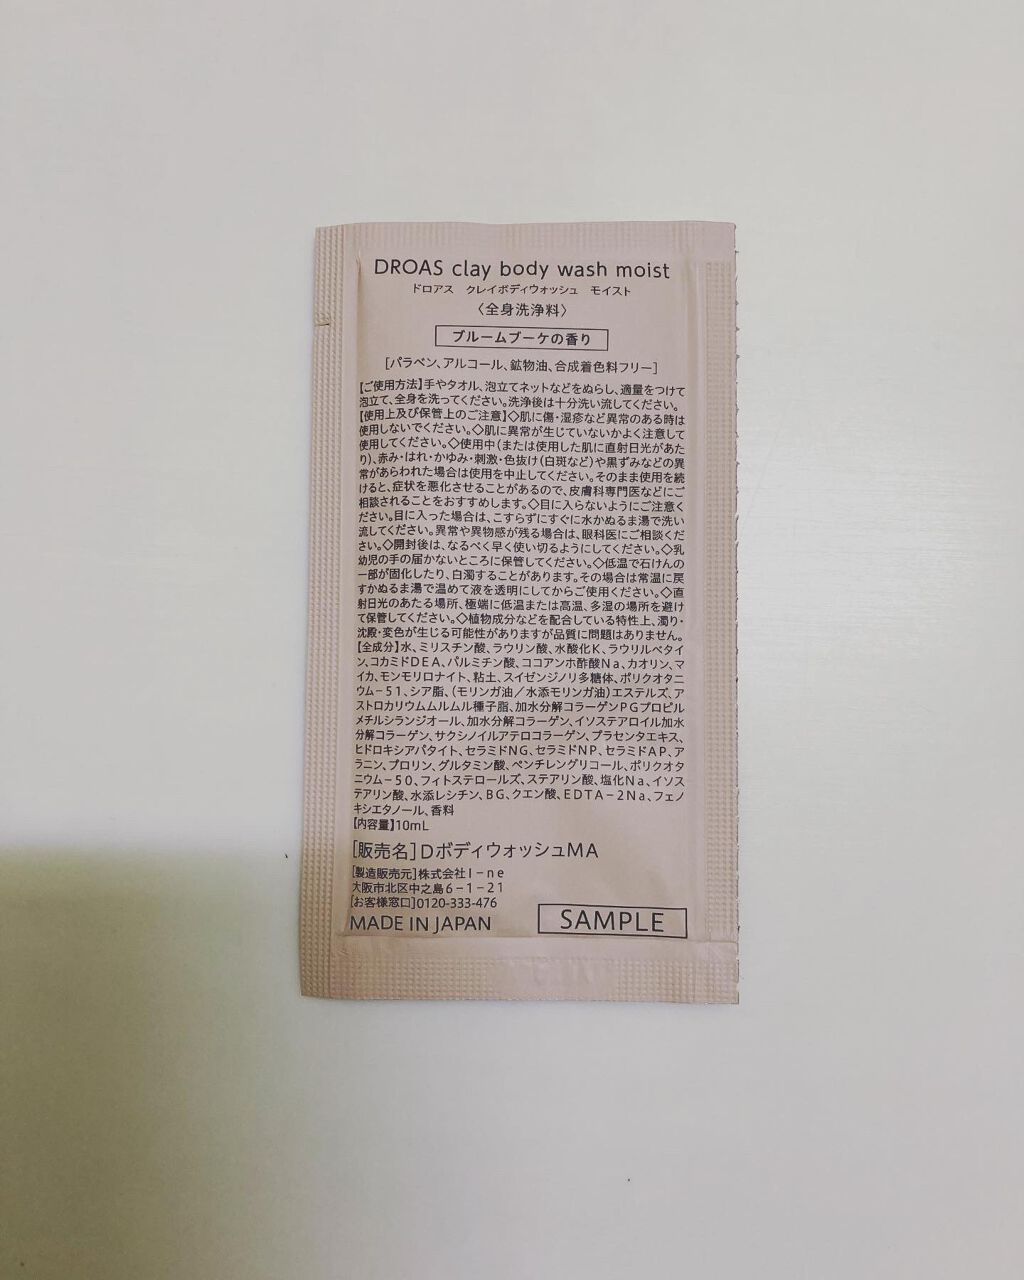 DROAS clay body wash moist
ドロアス クレイボディウォッシュ モイスト
〈全身洗浄料〉
ブルームブーケの香り
[パラベン、アルコール、鉱物油、合成着色料フリー]
【ご使用方法】手やタオル、泡立てネットなどをぬらし、適量をつけて
泡立て、全身を洗ってください。洗浄後は十分洗い流してください。
【使用上及び保管上のご注意】◇肌に傷・湿疹など異常のある時は
使用しないでください。◇肌に異常が生じていないかよく注意して
使用してください。◇使用中(または使用した肌に直射日光があた
り)、赤み・はれ・かゆみ・刺激・色抜け(白斑など)や黒ずみなどの異
常があらわれた場合は使用を中止してください。そのまま使用を続
けると、症状を悪化させることがあるので、皮膚科専門医などにご
相談されることをおすすめします。◇目に入らないようにご注意く
ださい。目に入った場合は、こすらずにすぐに水かぬるま湯で洗い
流してください。異常や異物感が残る場合は、眼科医にご相談くだ
さい。◇開封後は、なるべく早く使い切るようにしてください。◇乳
幼児の手の届かないところに保管してください。◇低温で石けんの
一部が固化したり、白濁することがあります。その場合は常温に戻
すかぬるま湯で温めて液を透明にしてからご使用ください。◇直
射日光のあたる場所、極端に低温または高温、多湿の場所を避け
て保管してください。◇植物成分などを配合している特性上、濁り・
沈殿・変色が生じる可能性がありますが品質に問題はありません。
【全成分】水、ミリスチン酸、ラウリン酸、水酸化K、ラウリルベタイ
ン、コカミドDEA、パルミチン酸、ココアンホ酢酸Na、カオリン、マ
イカ、モンモリロナイト、粘土、スイゼンジノリ多糖体、ポリクオタニ
ウム-51、シア脂、(モリンガ油/水添モリンガ油)エステルズ、ア
ストロカリウムムルムル種子脂、加水分解コラーゲンPGプロピル
メチルシランジオール、加水分解コラーゲン、イソステアロイル加水
分解コラーゲン、サクシノイルアテロコラーゲン、プラセンタエキス、
ヒドロキシアパタイト、セラミドNG、セラミドNP、セラミドAP、ア
ラニン、プロリン、グルタミン酸、ペンチレングリコール、ポリクオタ
ニウム-50、フィトステロールズ、ステアリン酸、塩化Na、イソス
テアリン酸、水添レシチン、BG、クエン酸、EDTA-2Na、フェノ
キシエタノール、香料
【内容量】10mL
[販売名]DボディウォッシュMA
[製造販売元]株式会社I-ne
大阪市北区中之島6-1-21
[お客様窓口]0120-333-476
MADE IN JAPAN
SAMPLE